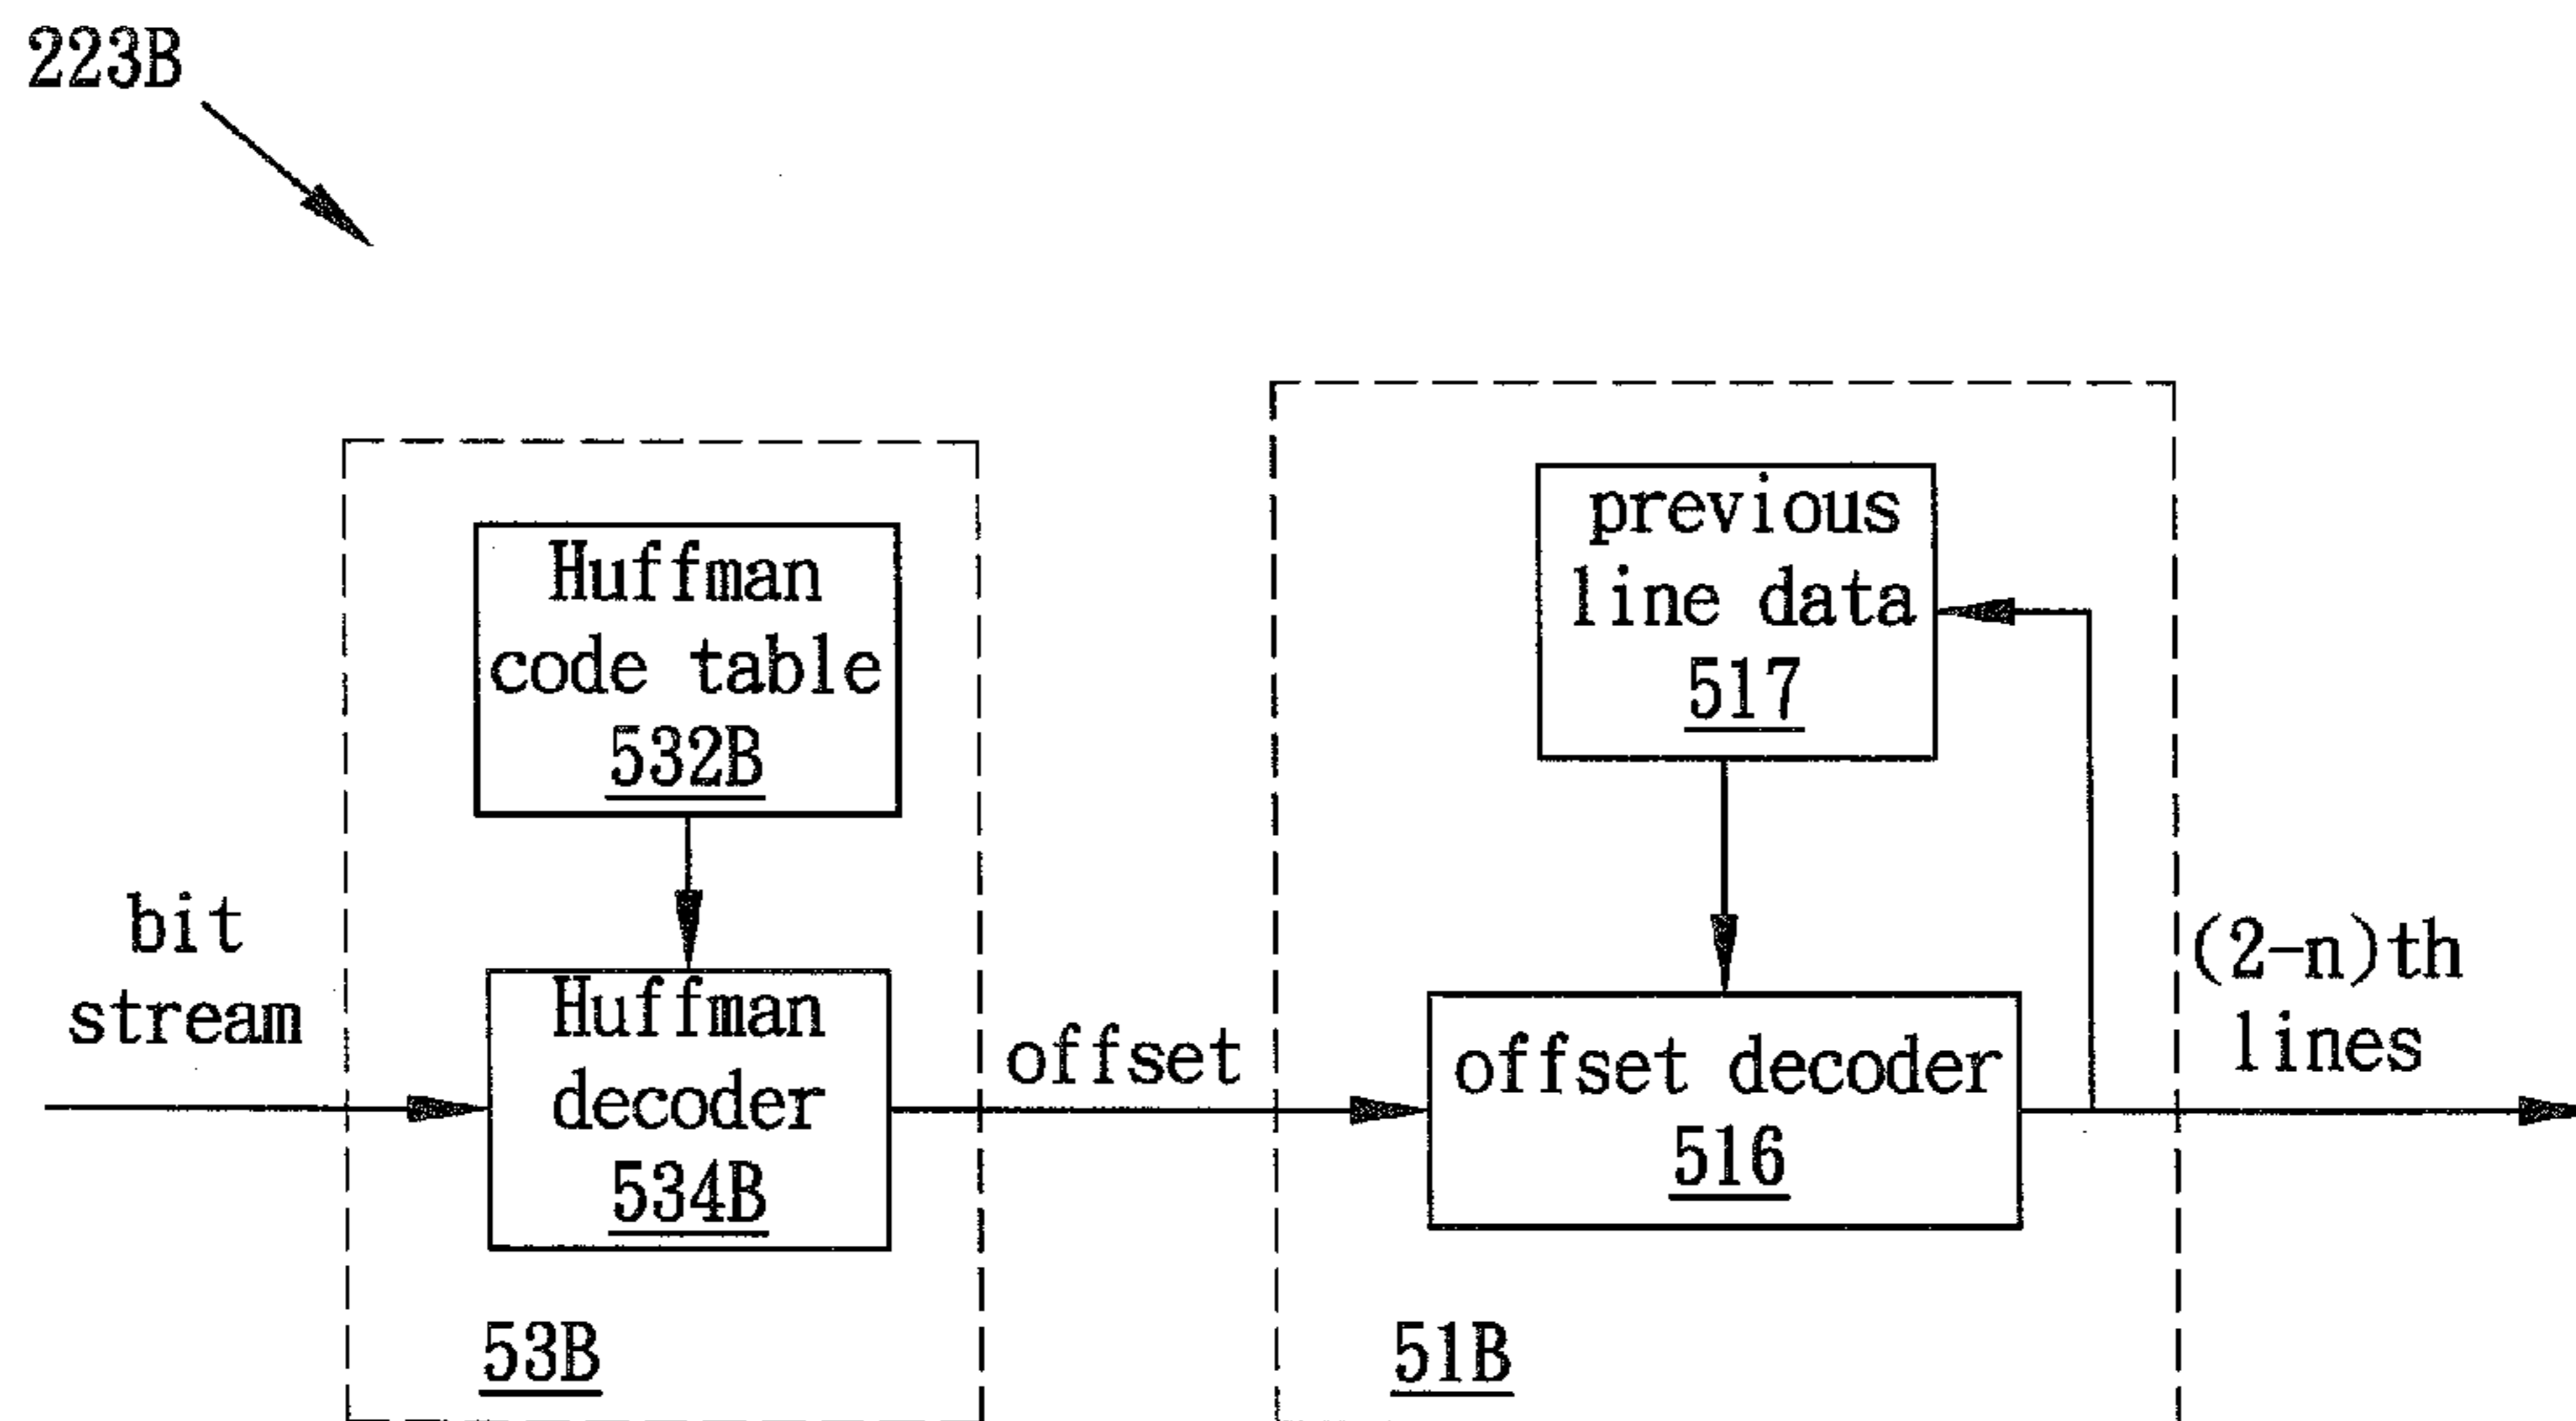 223B
Huffman
code table
532B
previous
line data
517
bit
stream
Huffman
decoder
534B
offset
offset decoder
516
(2-n)th
lines
53B
51B